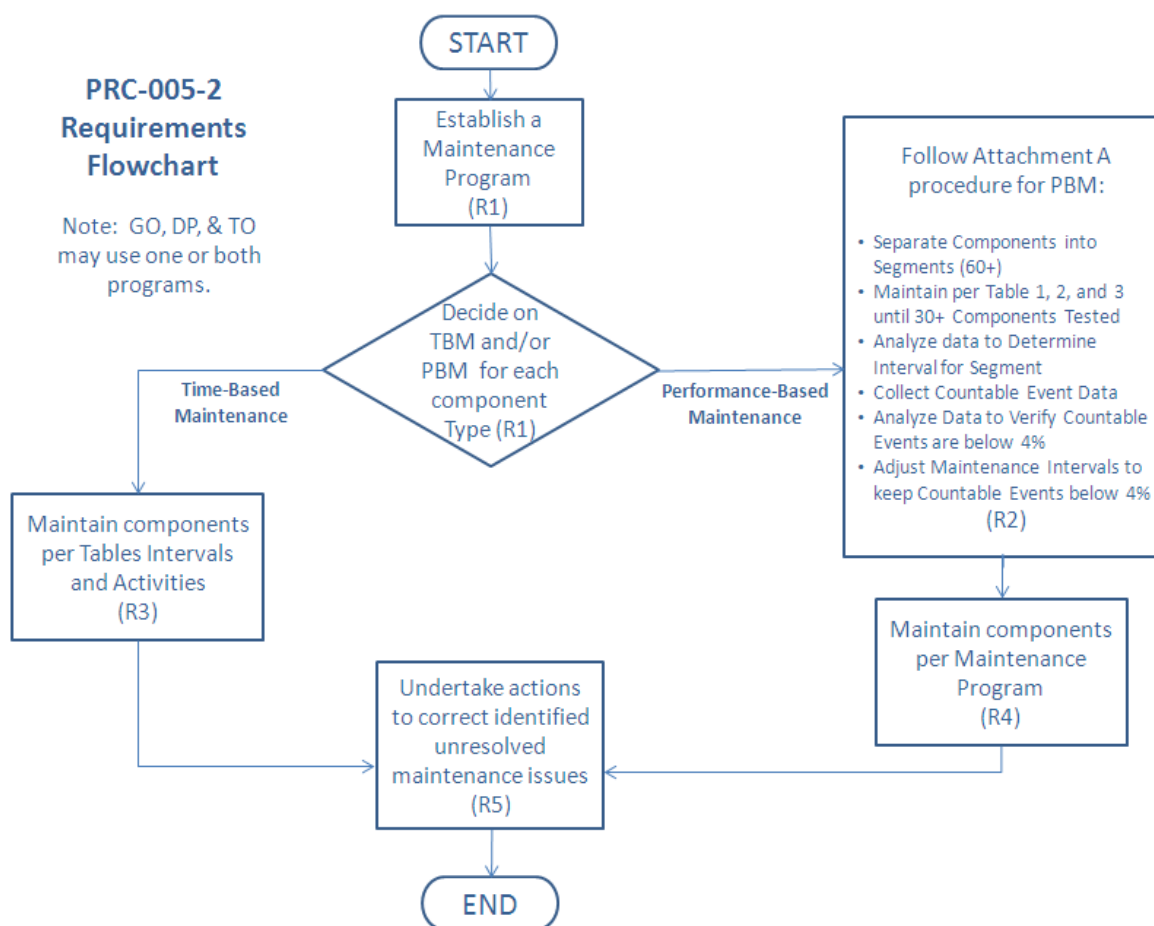 START
PRC-005-2
Requirements
Flowchart
Note:  GO, DP, & TO
may use one or both
programs.
Establish a
Maintenance
Program
(R1)
Decide on
TBM and/or
PBM  for each
component
Type (R1)
Time-Based
Maintenance
Performance-Based
Maintenance
Follow Attachment A
procedure for PBM:
• Separate Components into
Segments (60+)
• Maintain per Table 1, 2, and 3
until 30+ Components Tested
• Analyze data to Determine
Interval for Segment
• Collect Countable Event Data
• Analyze Data to Verify Countable
Events are below 4%
• Adjust Maintenance Intervals to
keep Countable Events below 4%
(R2)
Maintain components
per Tables Intervals
and Activities
(R3)
Maintain components
per Maintenance
Program
(R4)
Undertake actions
to correct identified
unresolved
maintenance issues
(R5)
END